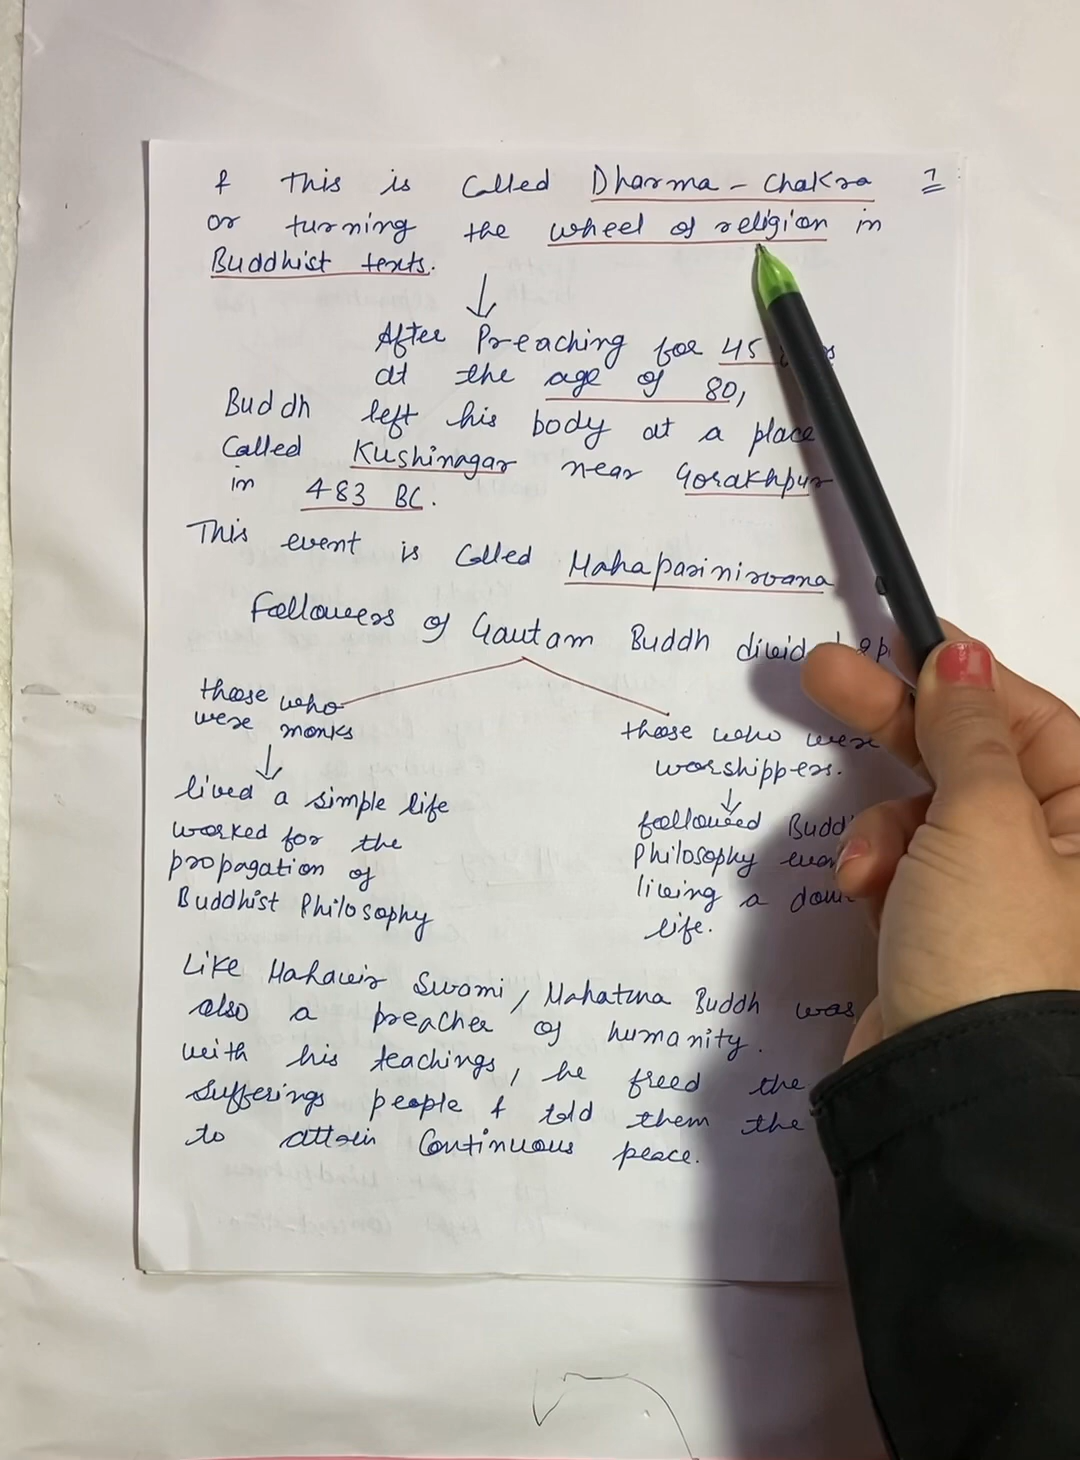 & This is Called Dharma - Chakra 7
or turning the wheel of religion in
Buddhist texts.
After Preaching for 45
at the age of 80,
Buddh left his body at a place
Called Kushinagar near Gorakhpur
in 483 BC.
This event is Called Mahaparinirvana
Followers of Gautam Buddh
those who
were monks
lived a simple life
worked for the
propagation of
Buddhist Philosophy
those who were
worshippers.
followed
Philosophy
living a
life.
Like Mahavir Swami, Mahatma Buddh was
also a preacher of humanity.
with his teachings, he freed the
sufferings people & told them the
to attain Continuous peace.